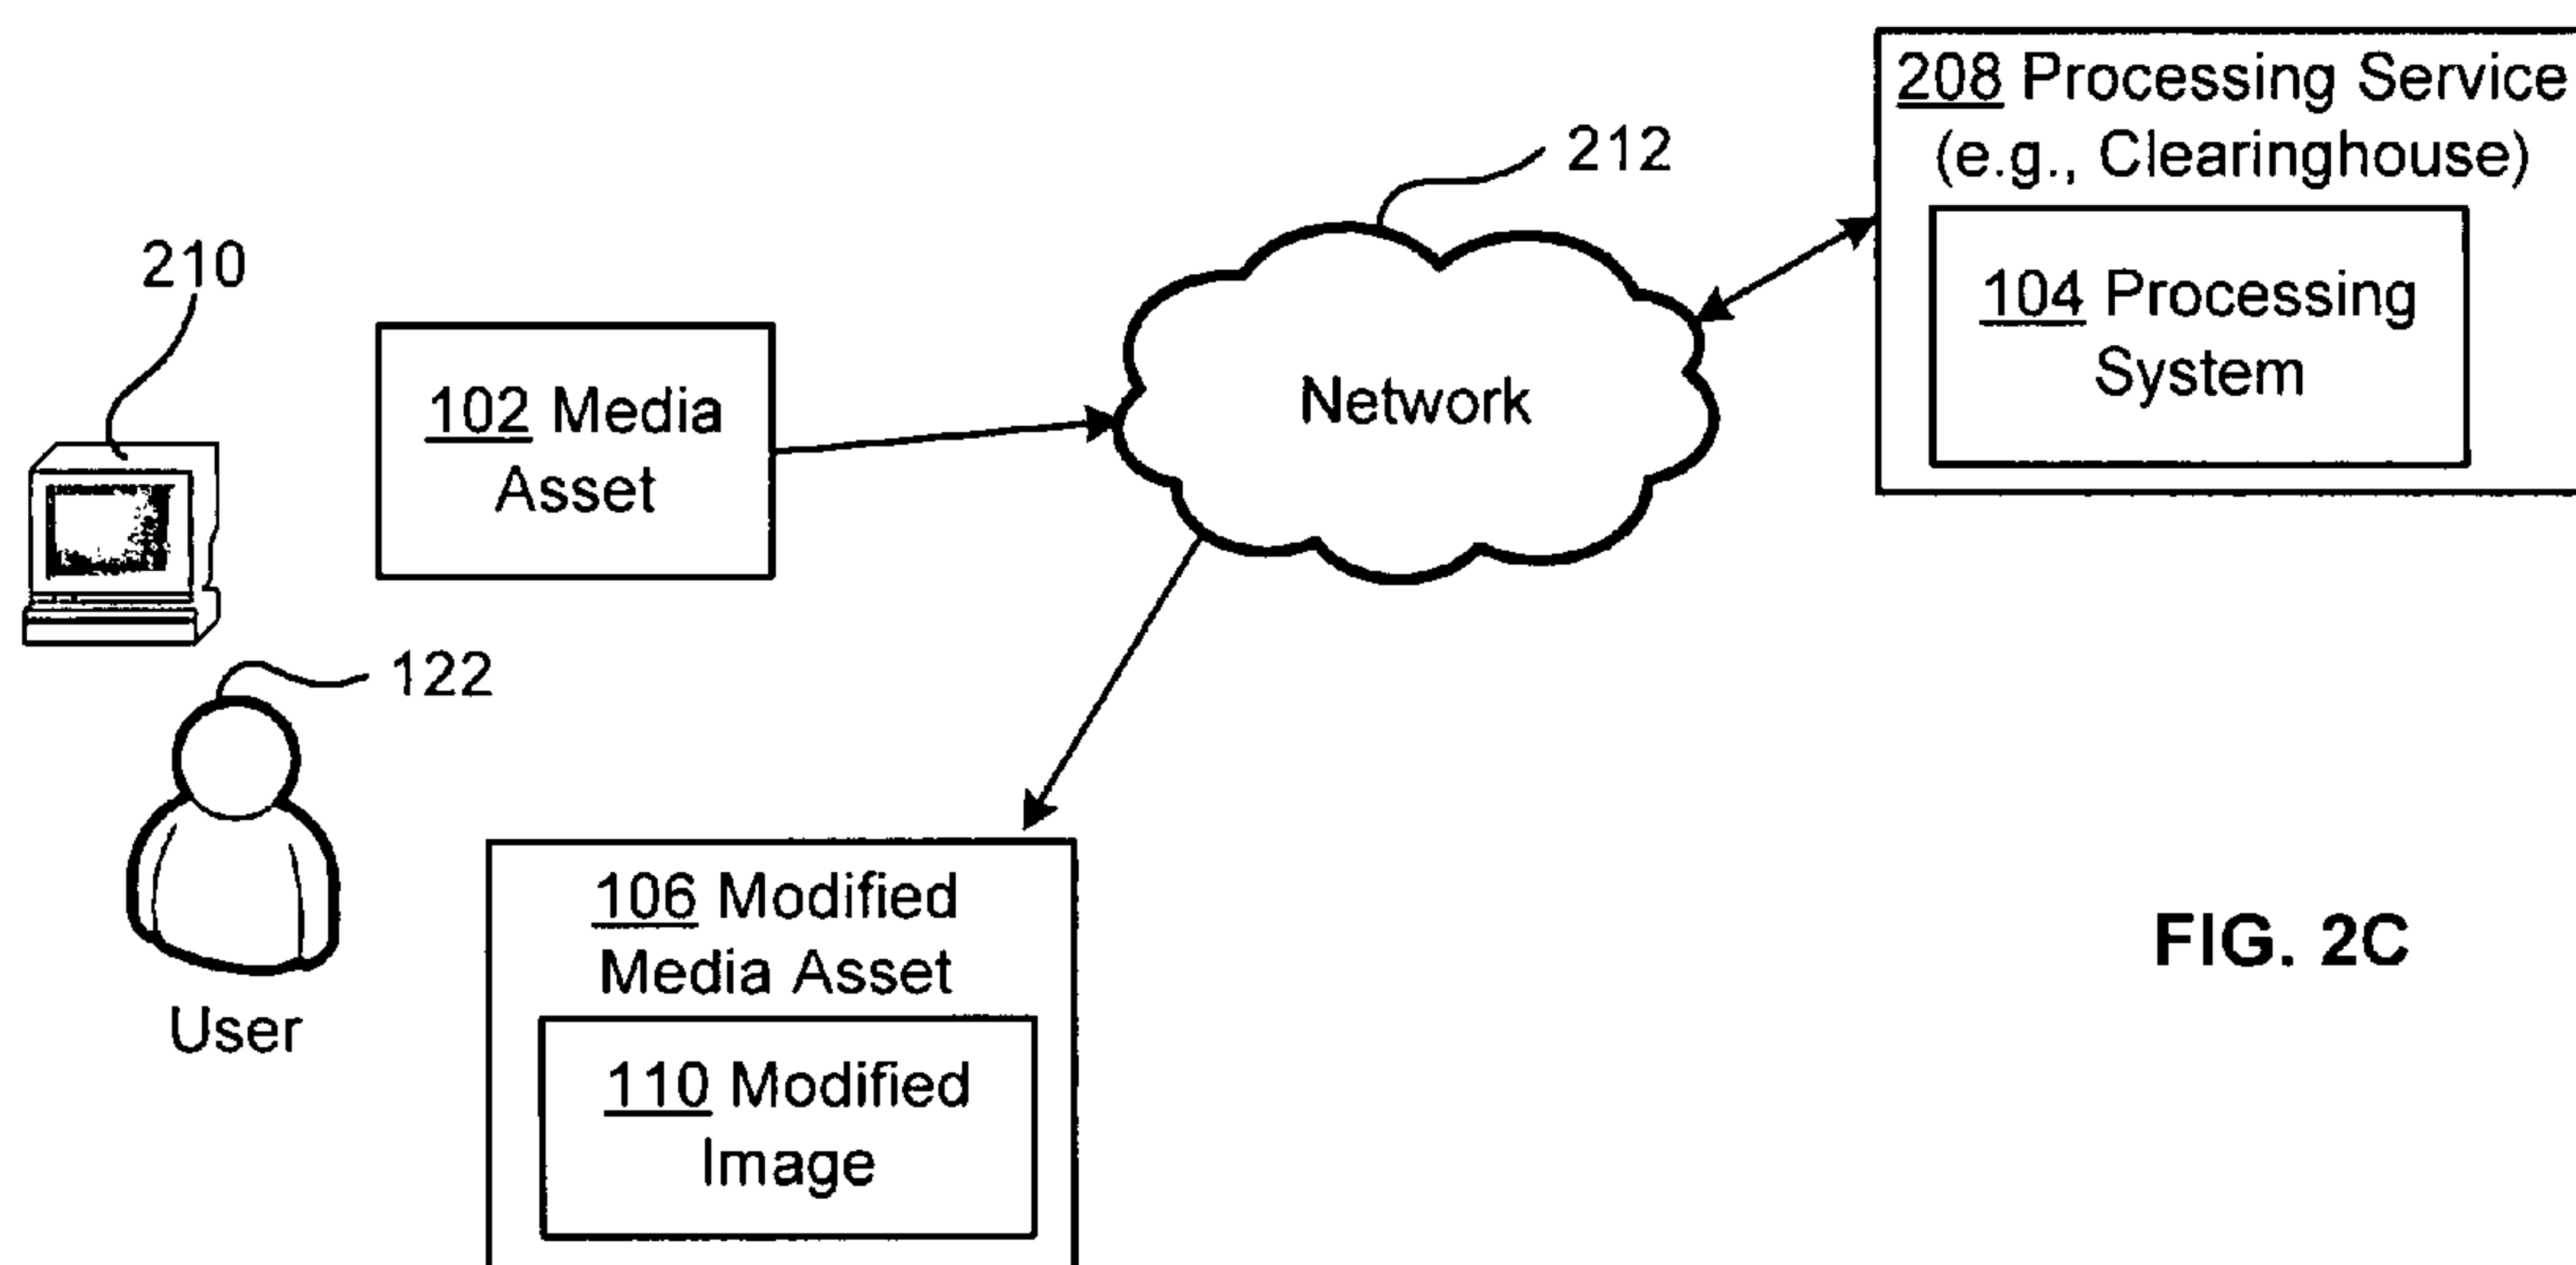 208 Processing Service
(e.g., Clearinghouse)
212
104 Processing
System
210
102 Media
Asset
Network
122
User
106 Modified
Media Asset
110 Modified
Image
FIG. 2C